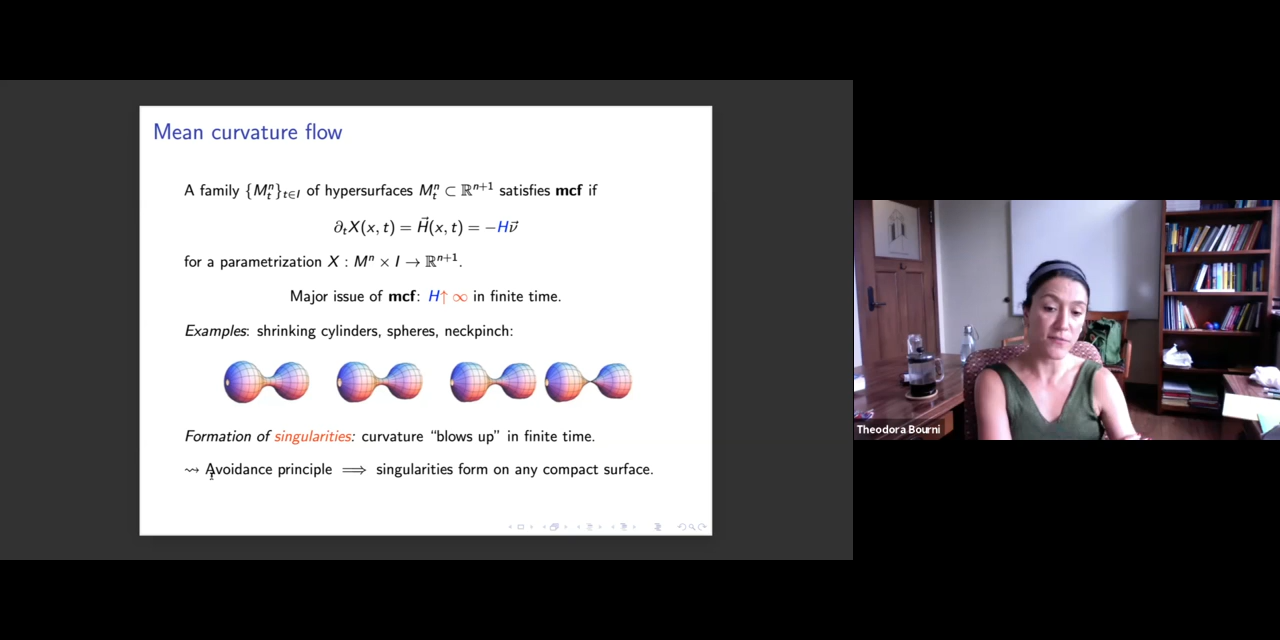 Mean curvature flow
A family {M_t^n}_{t∈I} of hypersurfaces M_t^n ⊂ ℝ^{n+1} satisfies mcf if
∂_t X(x, t) = H⃗(x, t) = −Hν⃗
for a parametrization X : M^n × I → ℝ^{n+1}.
Major issue of mcf: H↑ ∞ in finite time.
Examples: shrinking cylinders, spheres, neckpinch:
Formation of singularities: curvature “blows up” in finite time.
⇝ Avoidance principle ⟹ singularities form on any compact surface.
Theodora Bourni